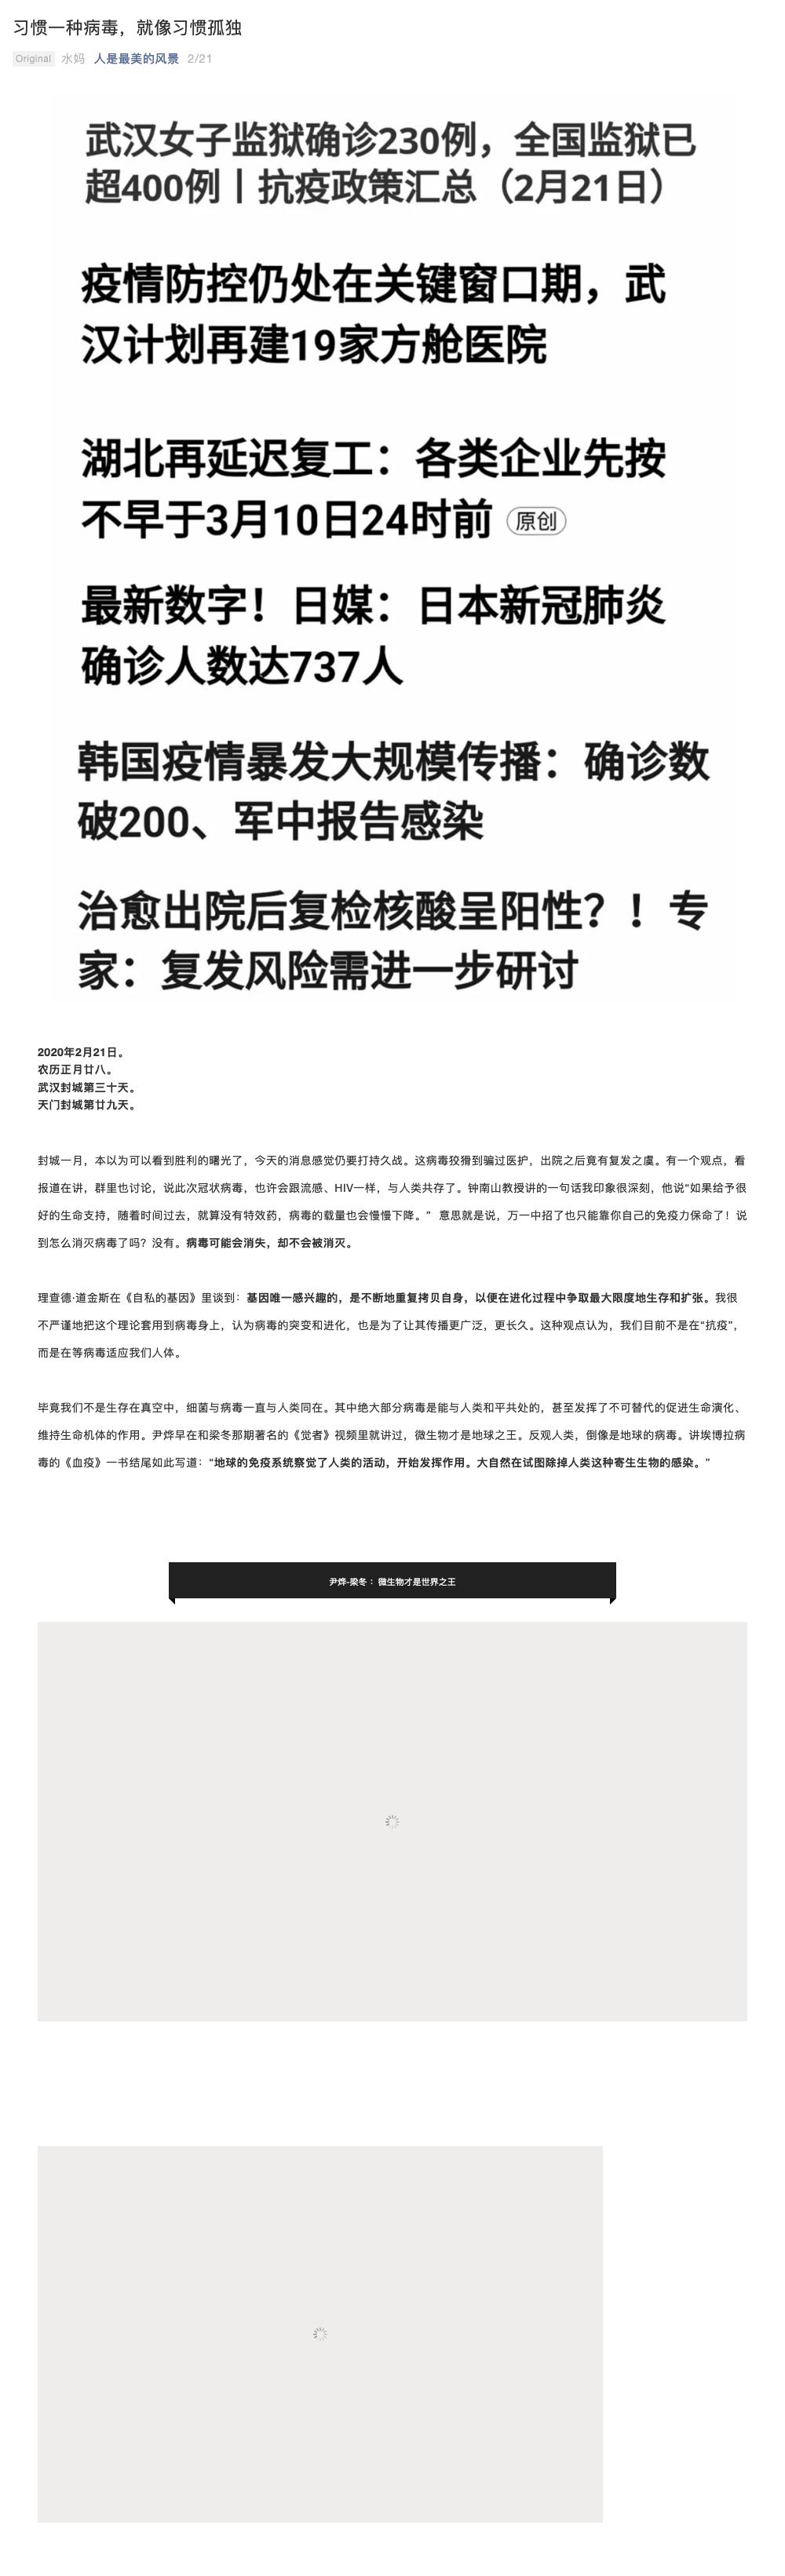 习惯一种病毒，就像习惯孤独
Original 水妈 人是最美的风景 2/21
武汉女子监狱确诊230例，全国监狱已
超400例丨抗疫政策汇总（2月21日）
疫情防控仍处在关键窗口期，武
汉计划再建19家方舱医院
湖北再延迟复工：各类企业先按
不早于3月10日24时前 原创
最新数字！日媒：日本新冠肺炎
确诊人数达737人
韩国疫情暴发大规模传播：确诊数
破200、军中报告感染
治愈出院后复检核酸呈阳性？！专
家：复发风险需进一步研讨
2020年2月21日。
农历正月廿八。
武汉封城第三十天。
天门封城第廿九天。
封城一月，本以为可以看到胜利的曙光了，今天的消息感觉仍要打持久战。这病毒狡猾到骗过医护，出院之后竟有复发之虞。有一个观点，看
报道在讲，群里也讨论，说此次冠状病毒，也许会跟流感、HIV一样，与人类共存了。钟南山教授讲的一句话我印象很深刻，他说“如果给予很
好的生命支持，随着时间过去，就算没有特效药，病毒的载量也会慢慢下降。” 意思就是说，万一中招了也只能靠你自己的免疫力保命了！说
到怎么消灭病毒了吗？没有。病毒可能会消失，却不会被消灭。
理查德·道金斯在《自私的基因》里谈到：基因唯一感兴趣的，是不断地重复拷贝自身，以便在进化过程中争取最大限度地生存和扩张。我很
不严谨地把这个理论套用到病毒身上，认为病毒的突变和进化，也是为了让其传播更广泛，更长久。这种观点认为，我们目前不是在“抗疫”，
而是在等病毒适应我们人体。
毕竟我们不是生存在真空中，细菌与病毒一直与人类同在。其中绝大部分病毒是能与人类和平共处的，甚至发挥了不可替代的促进生命演化、
维持生命机体的作用。尹烨早在和梁冬那期著名的《觉者》视频里就讲过，微生物才是地球之王。反观人类，倒像是地球的病毒。讲埃博拉病
毒的《血疫》一书结尾如此写道：“地球的免疫系统察觉了人类的活动，开始发挥作用。大自然在试图除掉人类这种寄生生物的感染。”
尹烨-梁冬： 微生物才是世界之王